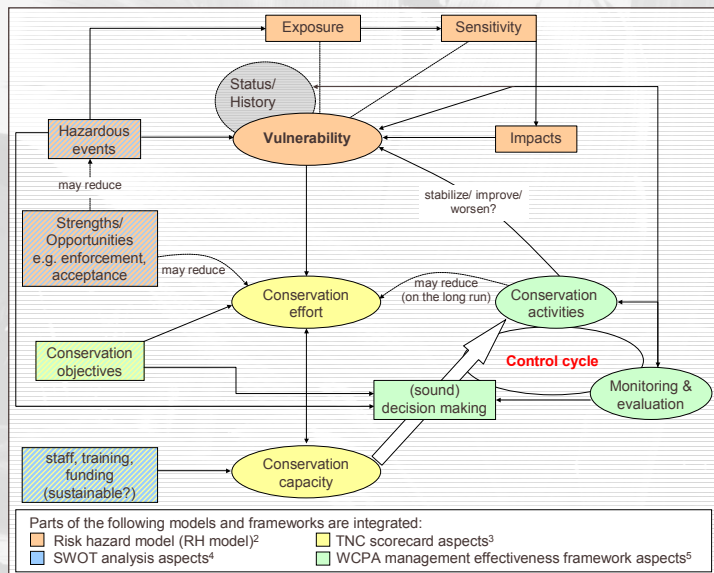 Exposure
Sensitivity
Status/
History
Hazardous
events
Vulnerability
Impacts
may reduce
stabilize/ improve/
worsen?
Strengths/
Opportunities
e.g. enforcement,
acceptance
may reduce
Conservation
effort
may reduce
(on the long run)
Conservation
activities
Conservation
objectives
Control cycle
(sound)
decision making
Monitoring &
evaluation
staff, training,
funding
(sustainable?)
Conservation
capacity
Parts of the following models and frameworks are integrated:
Risk hazard model (RH model)²
TNC scorecard aspects³
SWOT analysis aspects⁴
WCPA management effectiveness framework aspects⁵